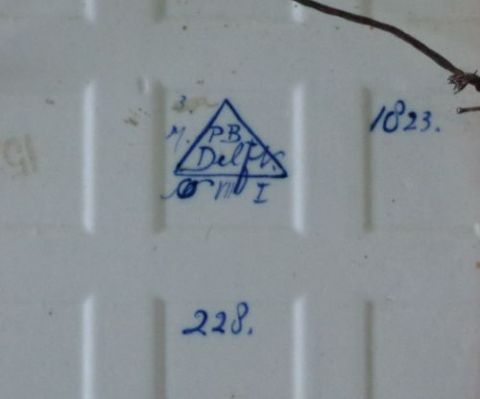 1823.
PB
Delft.
I
228.